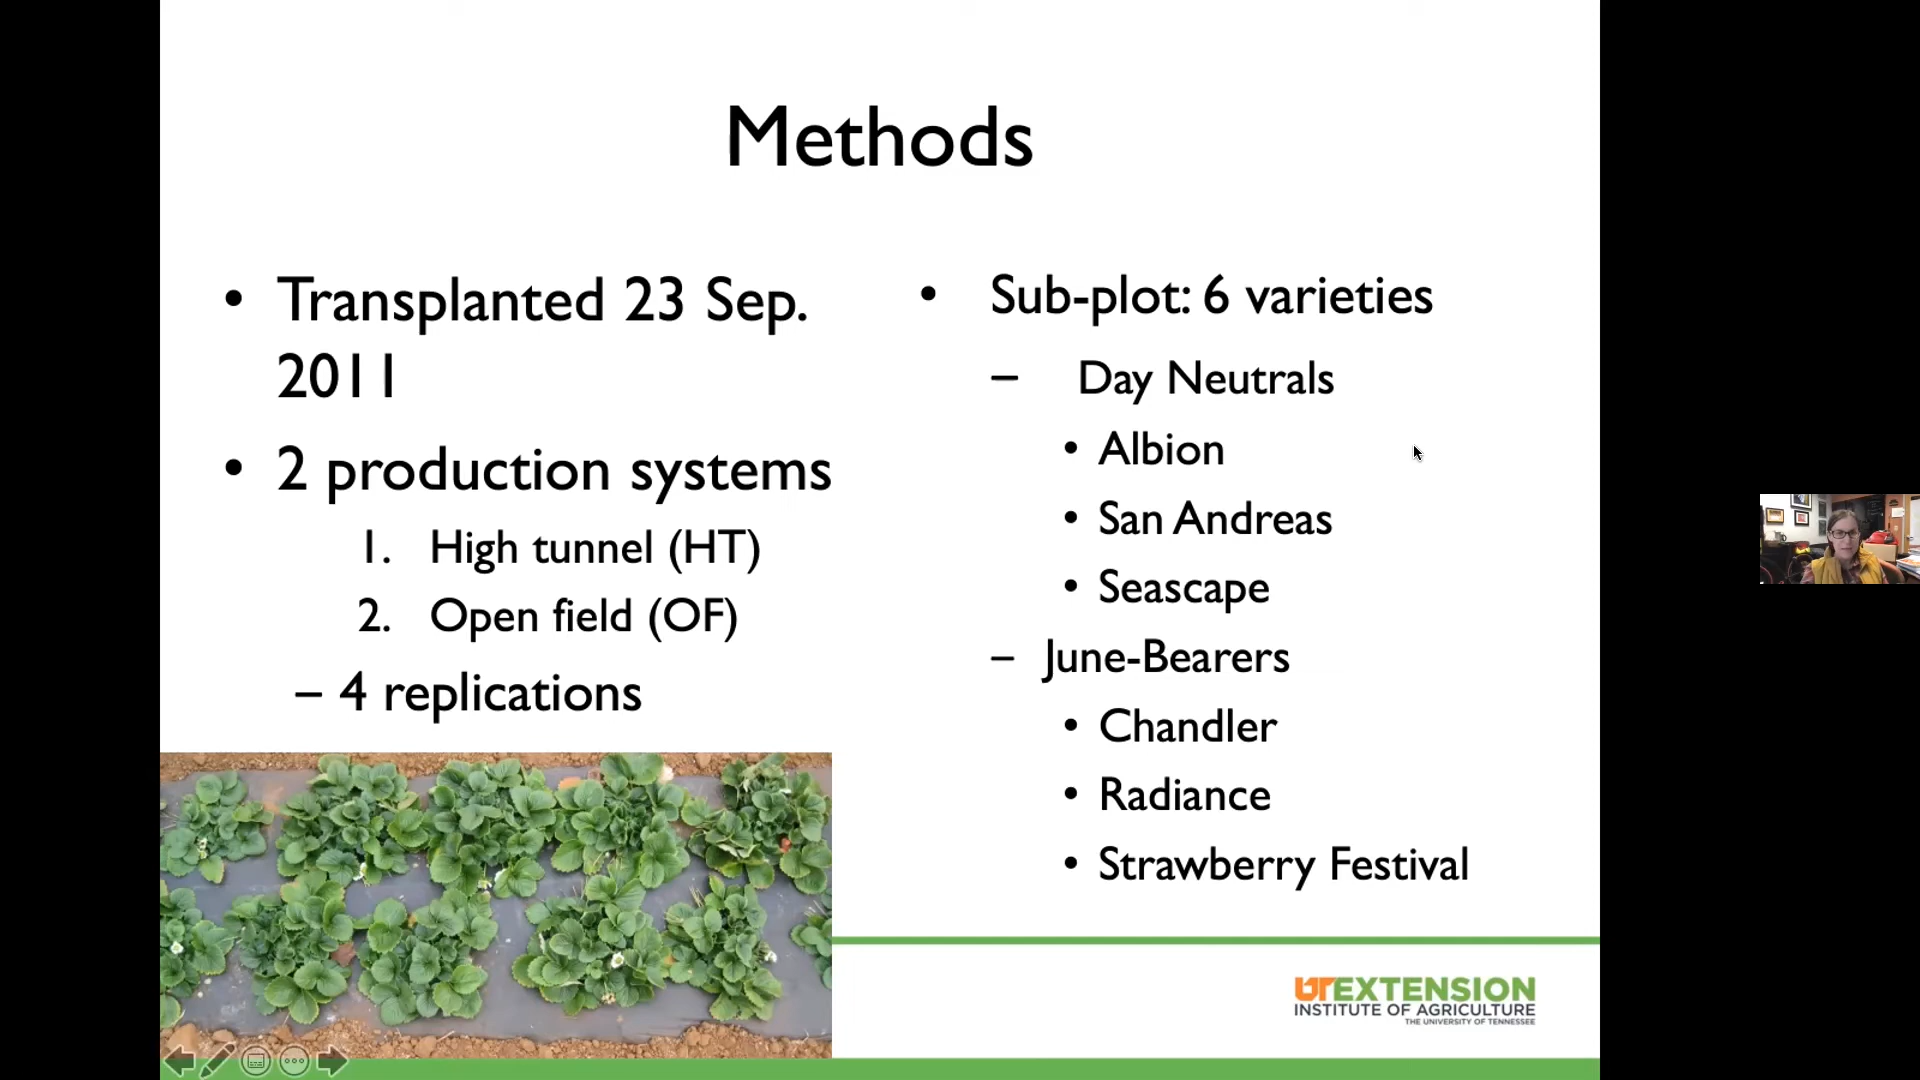 Methods
• Transplanted 23 Sep.
2011
• 2 production systems
1. High tunnel (HT)
2. Open field (OF)
– 4 replications
• Sub-plot: 6 varieties
– Day Neutrals
• Albion
• San Andreas
• Seascape
– June-Bearers
• Chandler
• Radiance
• Strawberry Festival
UT EXTENSION
INSTITUTE OF AGRICULTURE
THE UNIVERSITY OF TENNESSEE